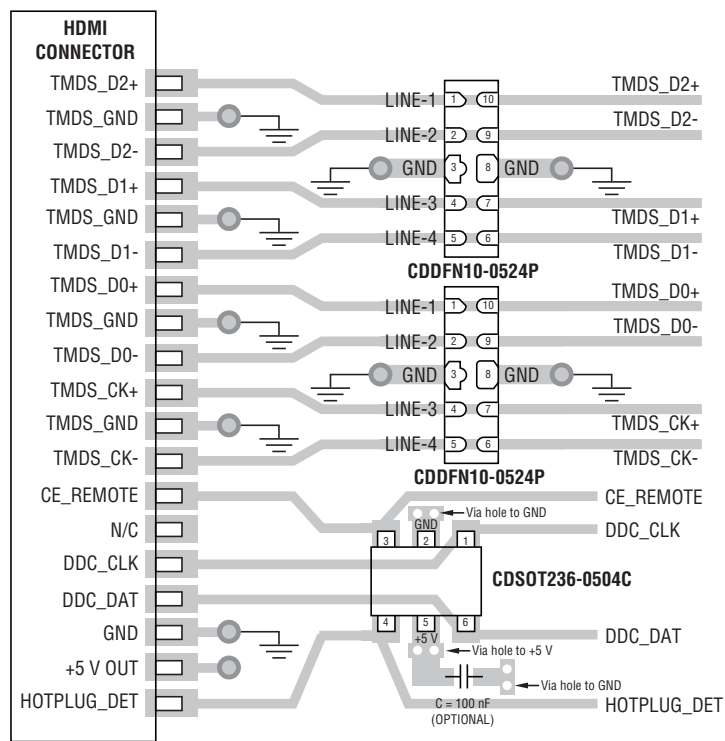 HDMI
CONNECTOR
TMDS_D2+
TMDS_GND
TMDS_D2-
TMDS_D1+
TMDS_GND
TMDS_D1-
TMDS_D0+
TMDS_GND
TMDS_D0-
TMDS_CK+
TMDS_GND
TMDS_CK-
CE_REMOTE
N/C
DDC_CLK
DDC_DAT
GND
+5 V OUT
HOTPLUG_DET
LINE-1 1 10 TMDS_D2+
LINE-2 2 9 TMDS_D2-
GND 3 8 GND
LINE-3 4 7 TMDS_D1+
LINE-4 5 6 TMDS_D1-
CDDFN10-0524P
LINE-1 1 10 TMDS_D0+
LINE-2 2 9 TMDS_D0-
GND 3 8 GND
LINE-3 4 7 TMDS_CK+
LINE-4 5 6 TMDS_CK-
CDDFN10-0524P
CE_REMOTE
Via hole to GND
GND
DDC_CLK
3 2 1
CDSOT236-0504C
4 5 6
+5 V
DDC_DAT
Via hole to +5 V
Via hole to GND
C = 100 nF
(OPTIONAL)
HOTPLUG_DET